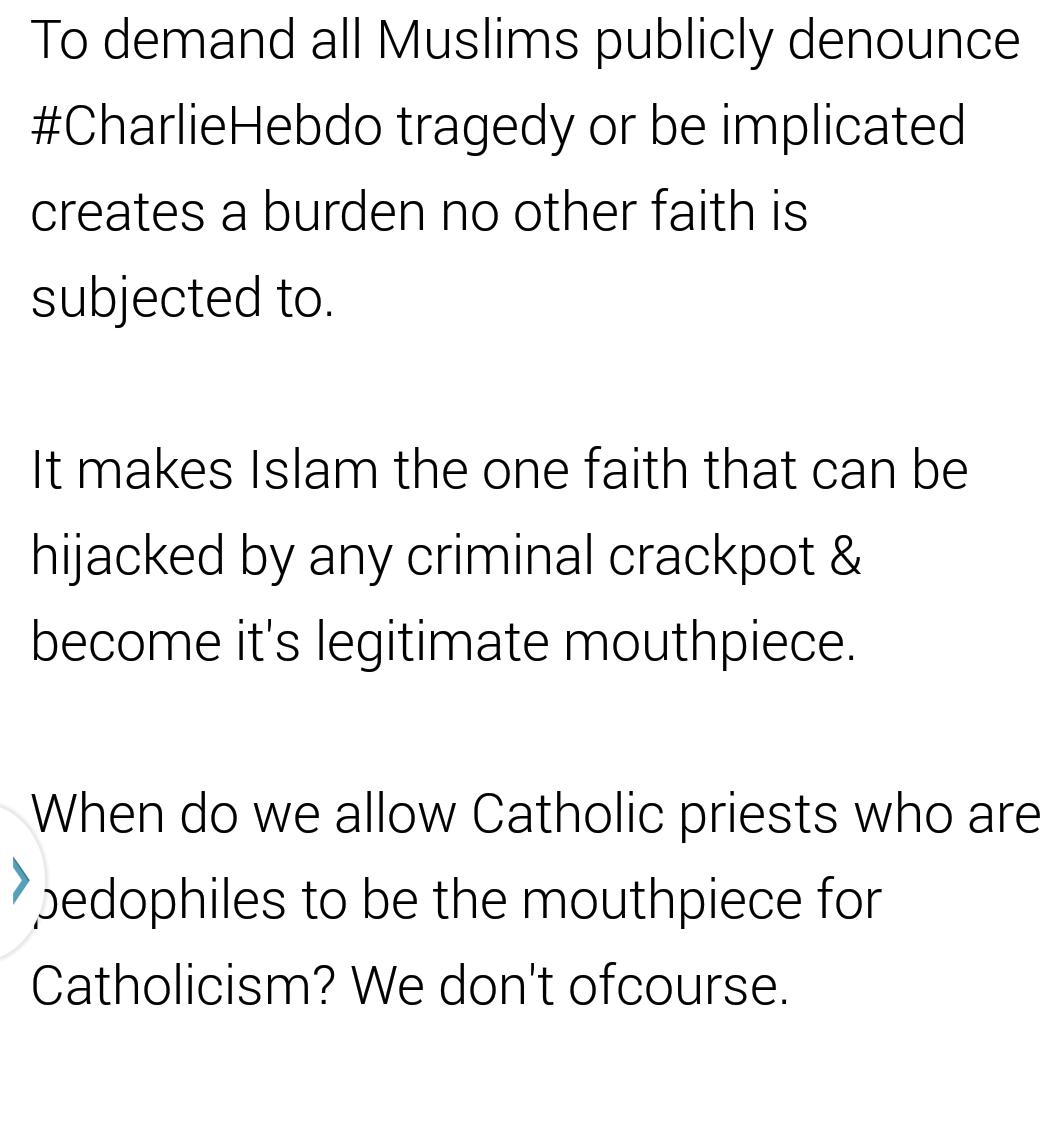 To demand all Muslims publicly denounce
#CharlieHebdo tragedy or be implicated
creates a burden no other faith is
subjected to.
It makes Islam the one faith that can be
hijacked by any criminal crackpot &
become it's legitimate mouthpiece.
When do we allow Catholic priests who are
pedophiles to be the mouthpiece for
Catholicism? We don't ofcourse.